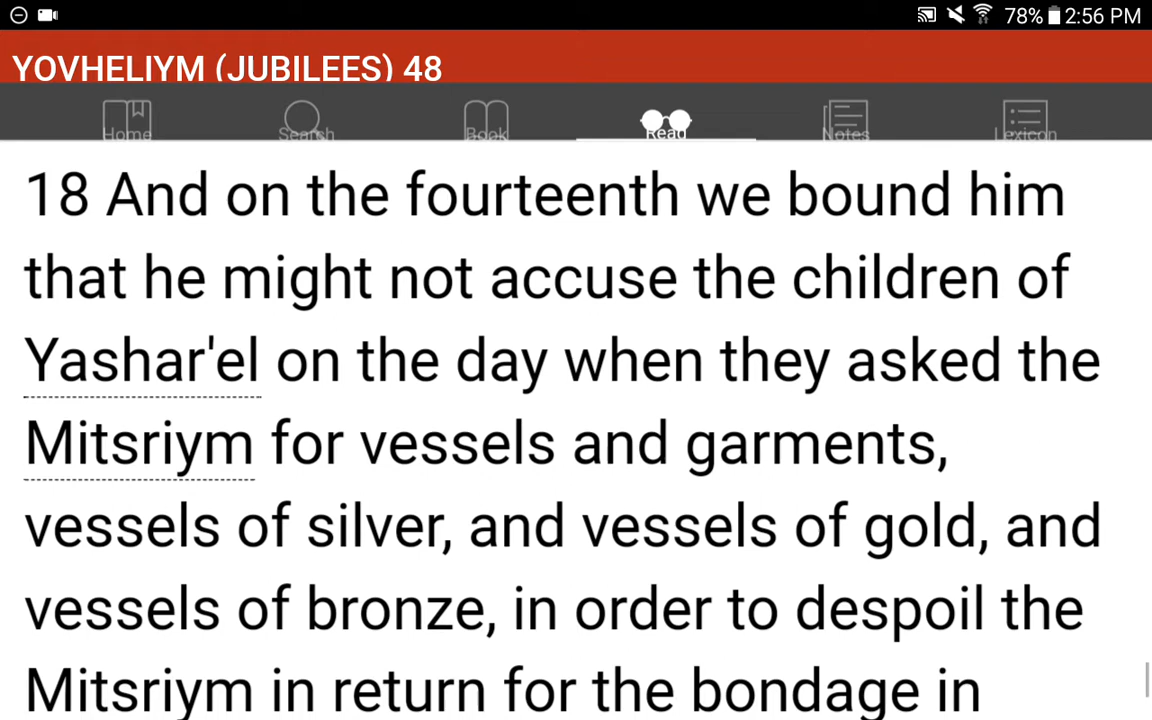 78% 2:56 PM
YOVHELIYM (JUBILEES) 48
Home Search Book Read Notes Lexicon
18 And on the fourteenth we bound him
that he might not accuse the children of
Yashar'el on the day when they asked the
Mitsriym for vessels and garments,
vessels of silver, and vessels of gold, and
vessels of bronze, in order to despoil the
Mitsriym in return for the bondage in